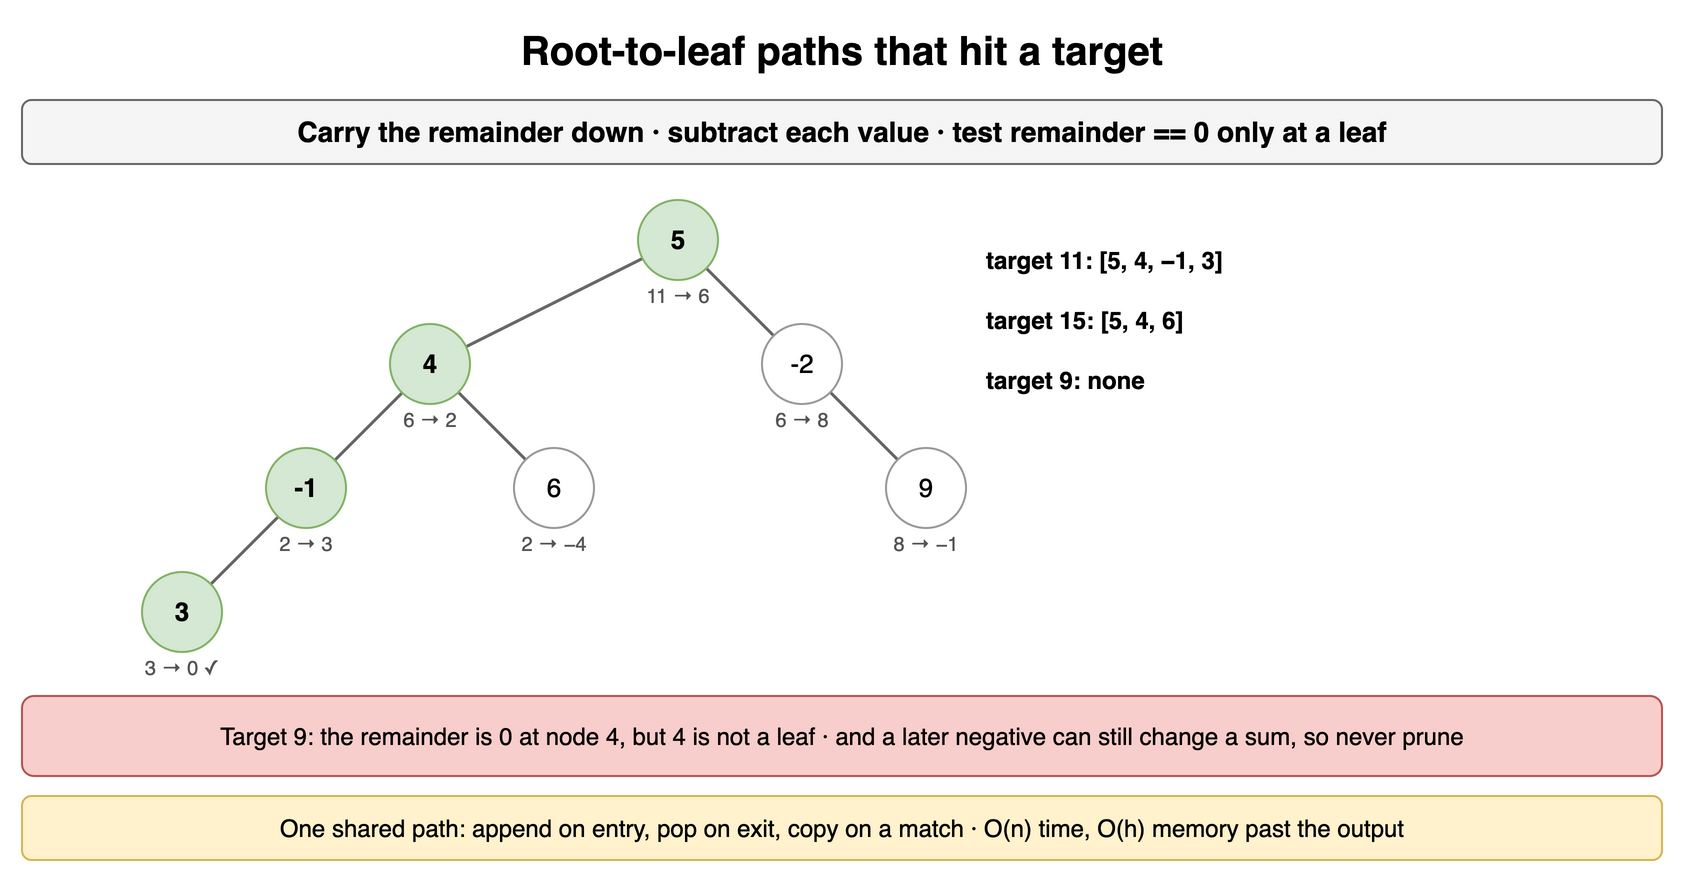 Root-to-leaf paths that hit a target
Carry the remainder down · subtract each value · test remainder == 0 only at a leaf
5
11 → 6
target 11: [5, 4, −1, 3]
target 15: [5, 4, 6]
target 9: none
4
6 → 2
-2
6 → 8
-1
2 → 3
6
2 → −4
9
8 → −1
3
3 → 0 ✓
Target 9: the remainder is 0 at node 4, but 4 is not a leaf · and a later negative can still change a sum, so never prune
One shared path: append on entry, pop on exit, copy on a match · O(n) time, O(h) memory past the output